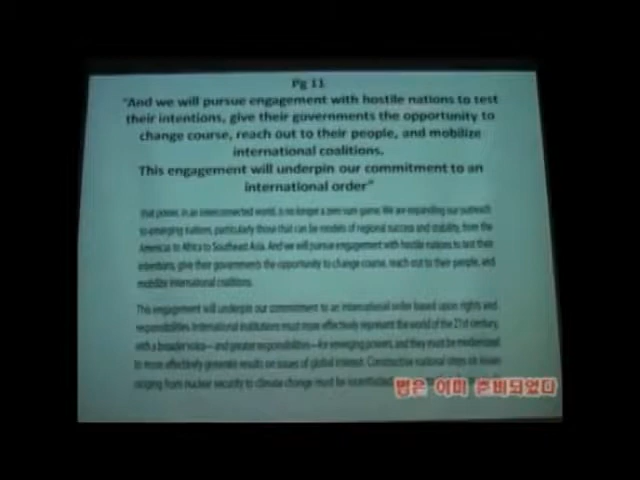 Pg 11
"And we will pursue engagement with hostile nations to test
their intentions, give their governments the opportunity to
change course, reach out to their people, and mobilize
international coalitions.
This engagement will underpin our commitment to an
international order"
that power, in an interconnected world, is no longer a zero sum game. We are expanding our outreach
to emerging nations, particularly those that can be models of regional success and stability, from the
Americas to Africa to Southeast Asia. And we will pursue engagement with hostile nations to test their
intentions, give their governments the opportunity to change course, reach out to their people, and
mobilize international coalitions.
This engagement will underpin our commitment to an international order based upon rights and
responsibilities. International institutions must more effectively represent the world of the 21st century,
with a broader voice—and greater responsibilities—for emerging powers, and they must be modernized
to more effectively generate results on issues of global interest. Constructive national steps on issues
ranging from nuclear security to climate change must be
이미 준비되었다